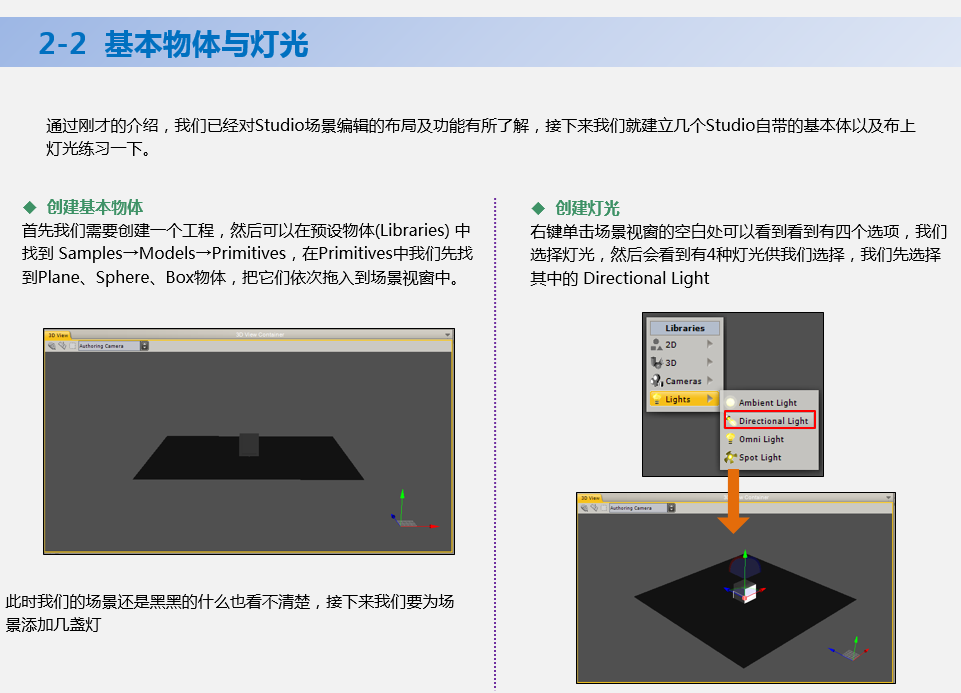 2-2 基本物体与灯光
通过刚才的介绍，我们已经对Studio场景编辑的布局及功能有所了解，接下来我们就建立几个Studio自带的基本体以及布上
灯光练习一下。
◆ 创建基本物体
首先我们需要创建一个工程，然后可以在预设物体(Libraries) 中
找到 Samples→Models→Primitives，在Primitives中我们先找
到Plane、Sphere、Box物体，把它们依次拖入到场景视窗中。
3D View
3D View Container
Authoring Camera
此时我们的场景还是黑黑的什么也看不清楚，接下来我们要为场
景添加几盏灯
◆ 创建灯光
右键单击场景视窗的空白处可以看到看到有四个选项，我们
选择灯光，然后会看到有4种灯光供我们选择，我们先选择
其中的 Directional Light
Libraries
2D
3D
Cameras
Lights
Ambient Light
Directional Light
Omni Light
Spot Light
3D View
Container
Authoring Camera